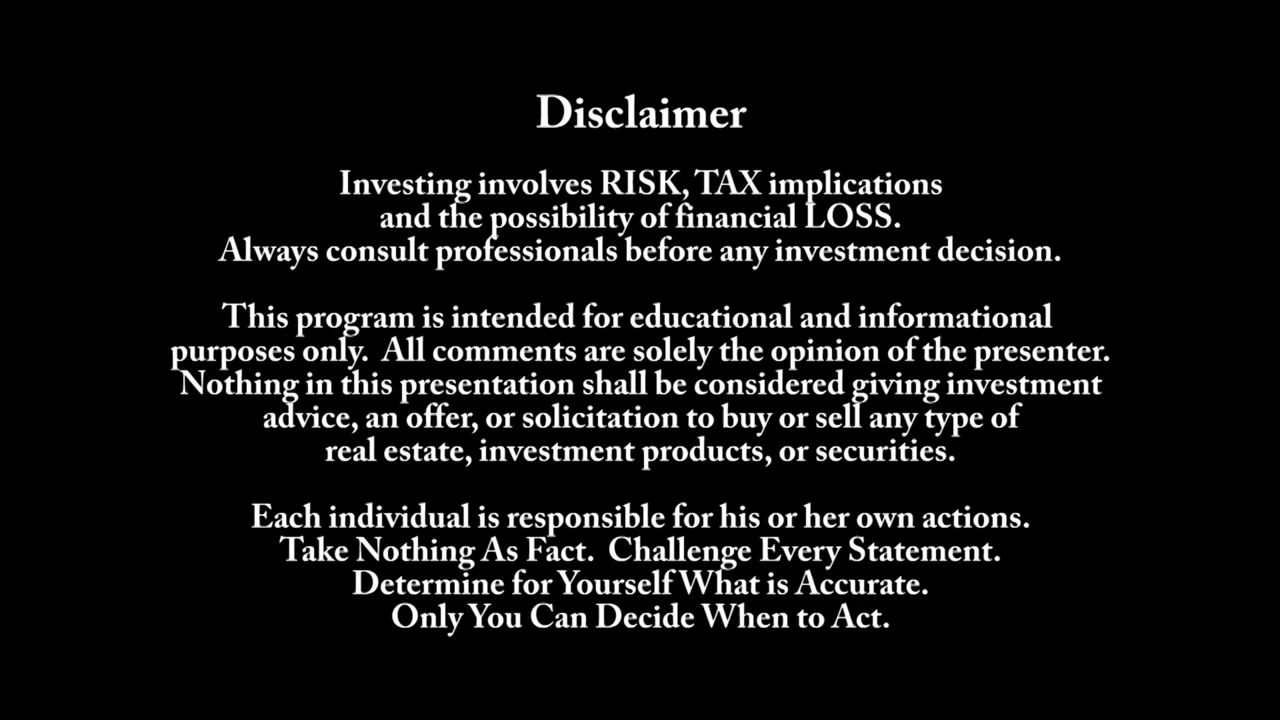 Disclaimer
Investing involves RISK, TAX implications
and the possibility of financial LOSS.
Always consult professionals before any investment decision.
This program is intended for educational and informational
purposes only.  All comments are solely the opinion of the presenter.
Nothing in this presentation shall be considered giving investment
advice, an offer, or solicitation to buy or sell any type of
real estate, investment products, or securities.
Each individual is responsible for his or her own actions.
Take Nothing As Fact.  Challenge Every Statement.
Determine for Yourself What is Accurate.
Only You Can Decide When to Act.